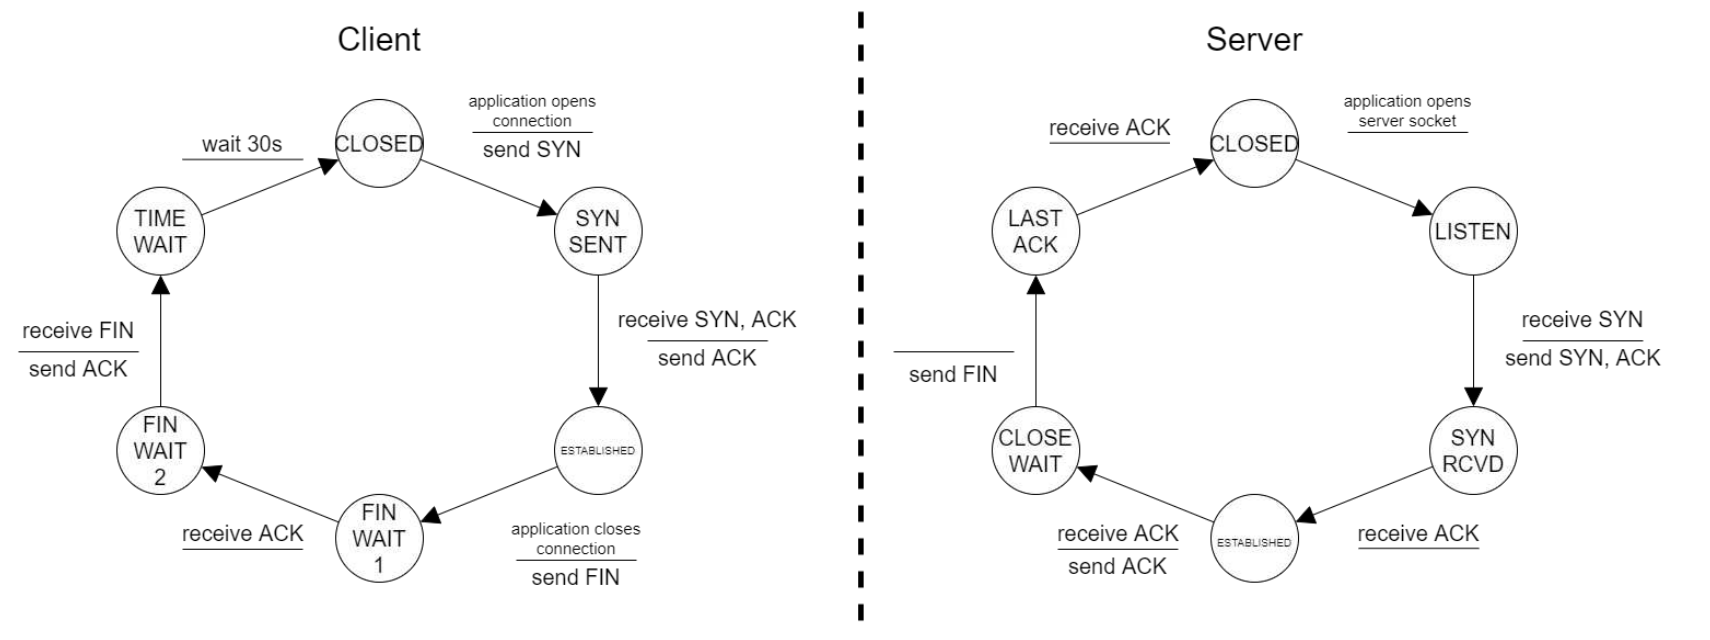 Client
application opens
connection
send SYN
wait 30s
CLOSED
TIME
WAIT
SYN
SENT
receive FIN
send ACK
receive SYN, ACK
send ACK
FIN
WAIT
2
ESTABLISHED
receive ACK
FIN
WAIT
1
application closes
connection
send FIN
Server
application opens
server socket
receive ACK
CLOSED
LAST
ACK
LISTEN
send FIN
receive SYN
send SYN, ACK
CLOSE
WAIT
SYN
RCVD
receive ACK
send ACK
ESTABLISHED
receive ACK